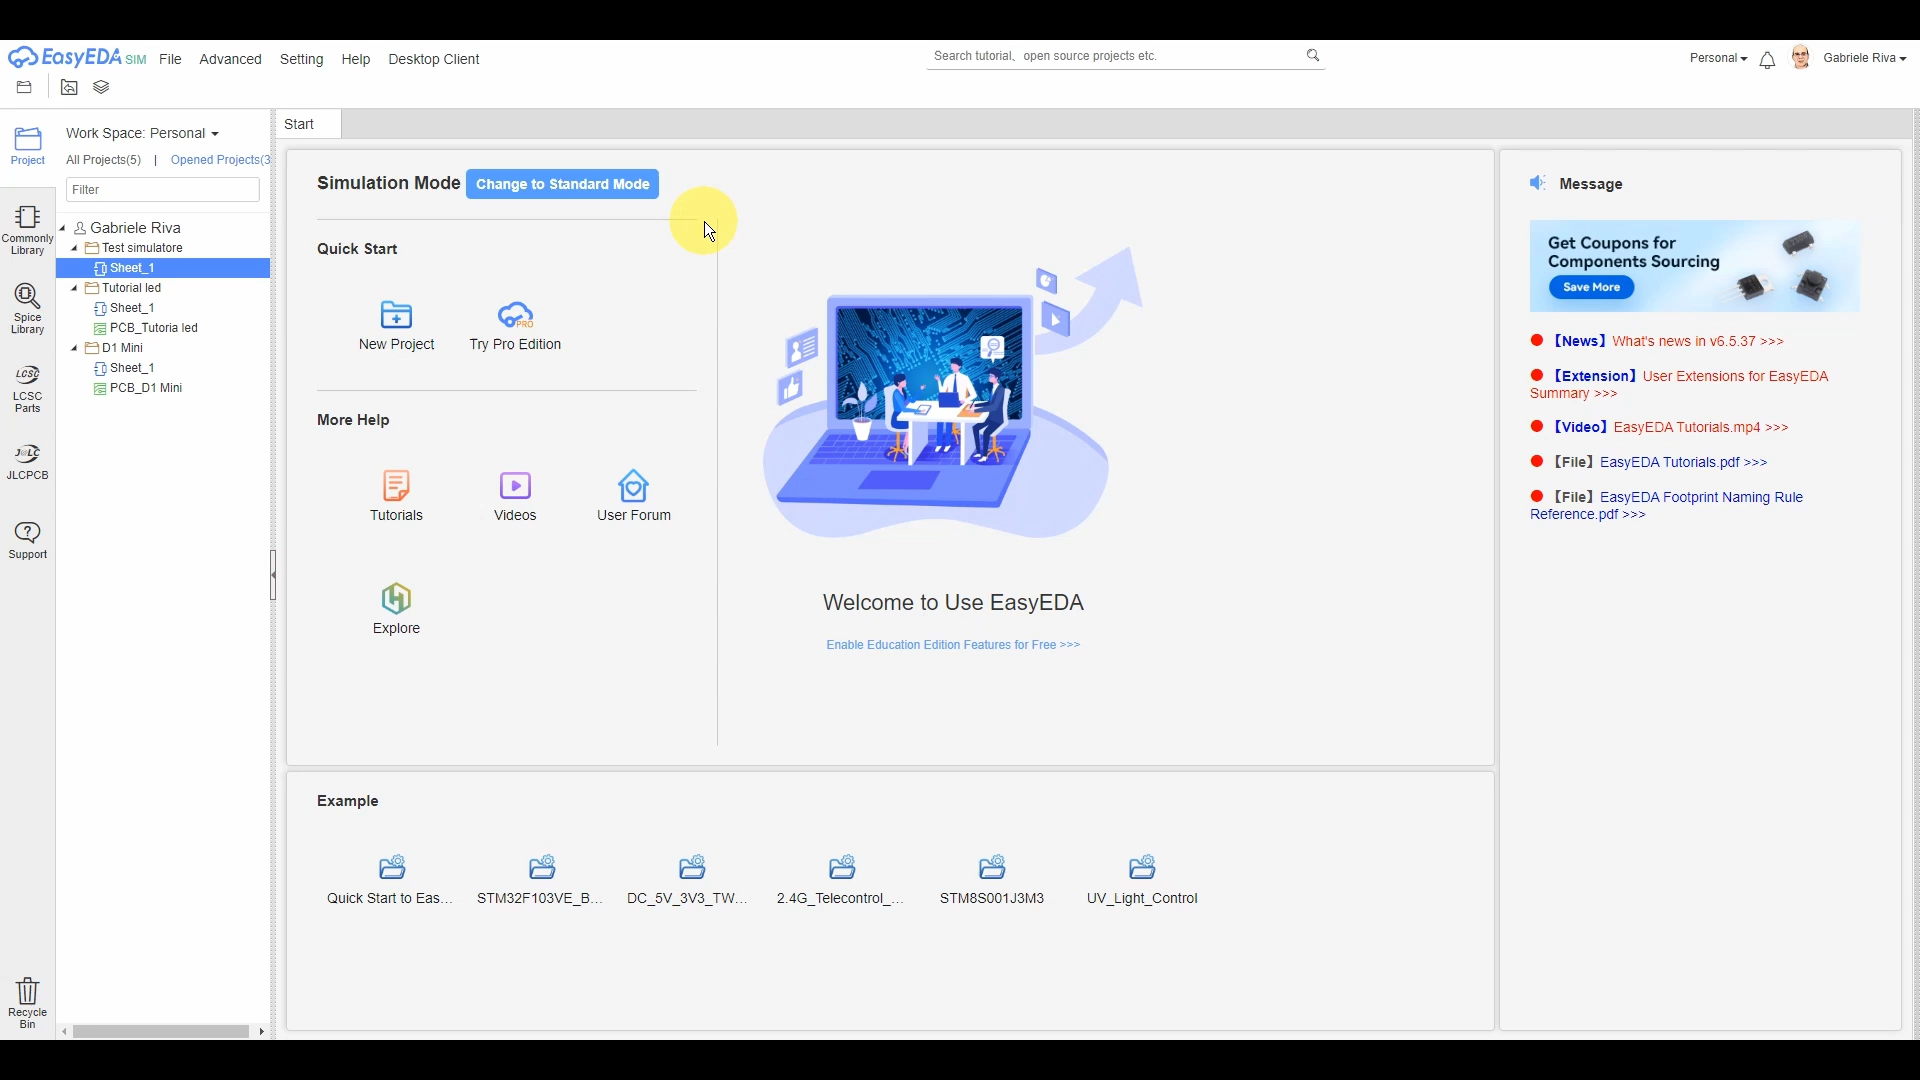 EasyEDA SIM File Advanced Setting Help Desktop Client
Search tutorial、open source projects etc.
Personal
Gabriele Riva
Project
Commonly
Library
Spice
Library
LCSC
LCSC
Parts
J@LC
JLCPCB
Support
Recycle
Bin
Work Space: Personal
All Projects(5) | Opened Projects(3
Filter
Gabriele Riva
Test simulatore
Sheet_1
Tutorial led
Sheet_1
PCB_Tutoria led
D1 Mini
Sheet_1
PCB_D1 Mini
Start
Simulation Mode Change to Standard Mode
Quick Start
New Project
PRO
Try Pro Edition
More Help
Tutorials
Videos
User Forum
Explore
Welcome to Use EasyEDA
Enable Education Edition Features for Free >>>
Example
Quick Start to Eas...
STM32F103VE_B...
DC_5V_3V3_TW...
2.4G_Telecontrol_...
STM8S001J3M3
UV_Light_Control
Message
Get Coupons for
Components Sourcing
Save More
【News】What's news in v6.5.37 >>>
【Extension】User Extensions for EasyEDA
Summary >>>
【Video】EasyEDA Tutorials.mp4 >>>
【File】EasyEDA Tutorials.pdf >>>
【File】EasyEDA Footprint Naming Rule
Reference.pdf >>>